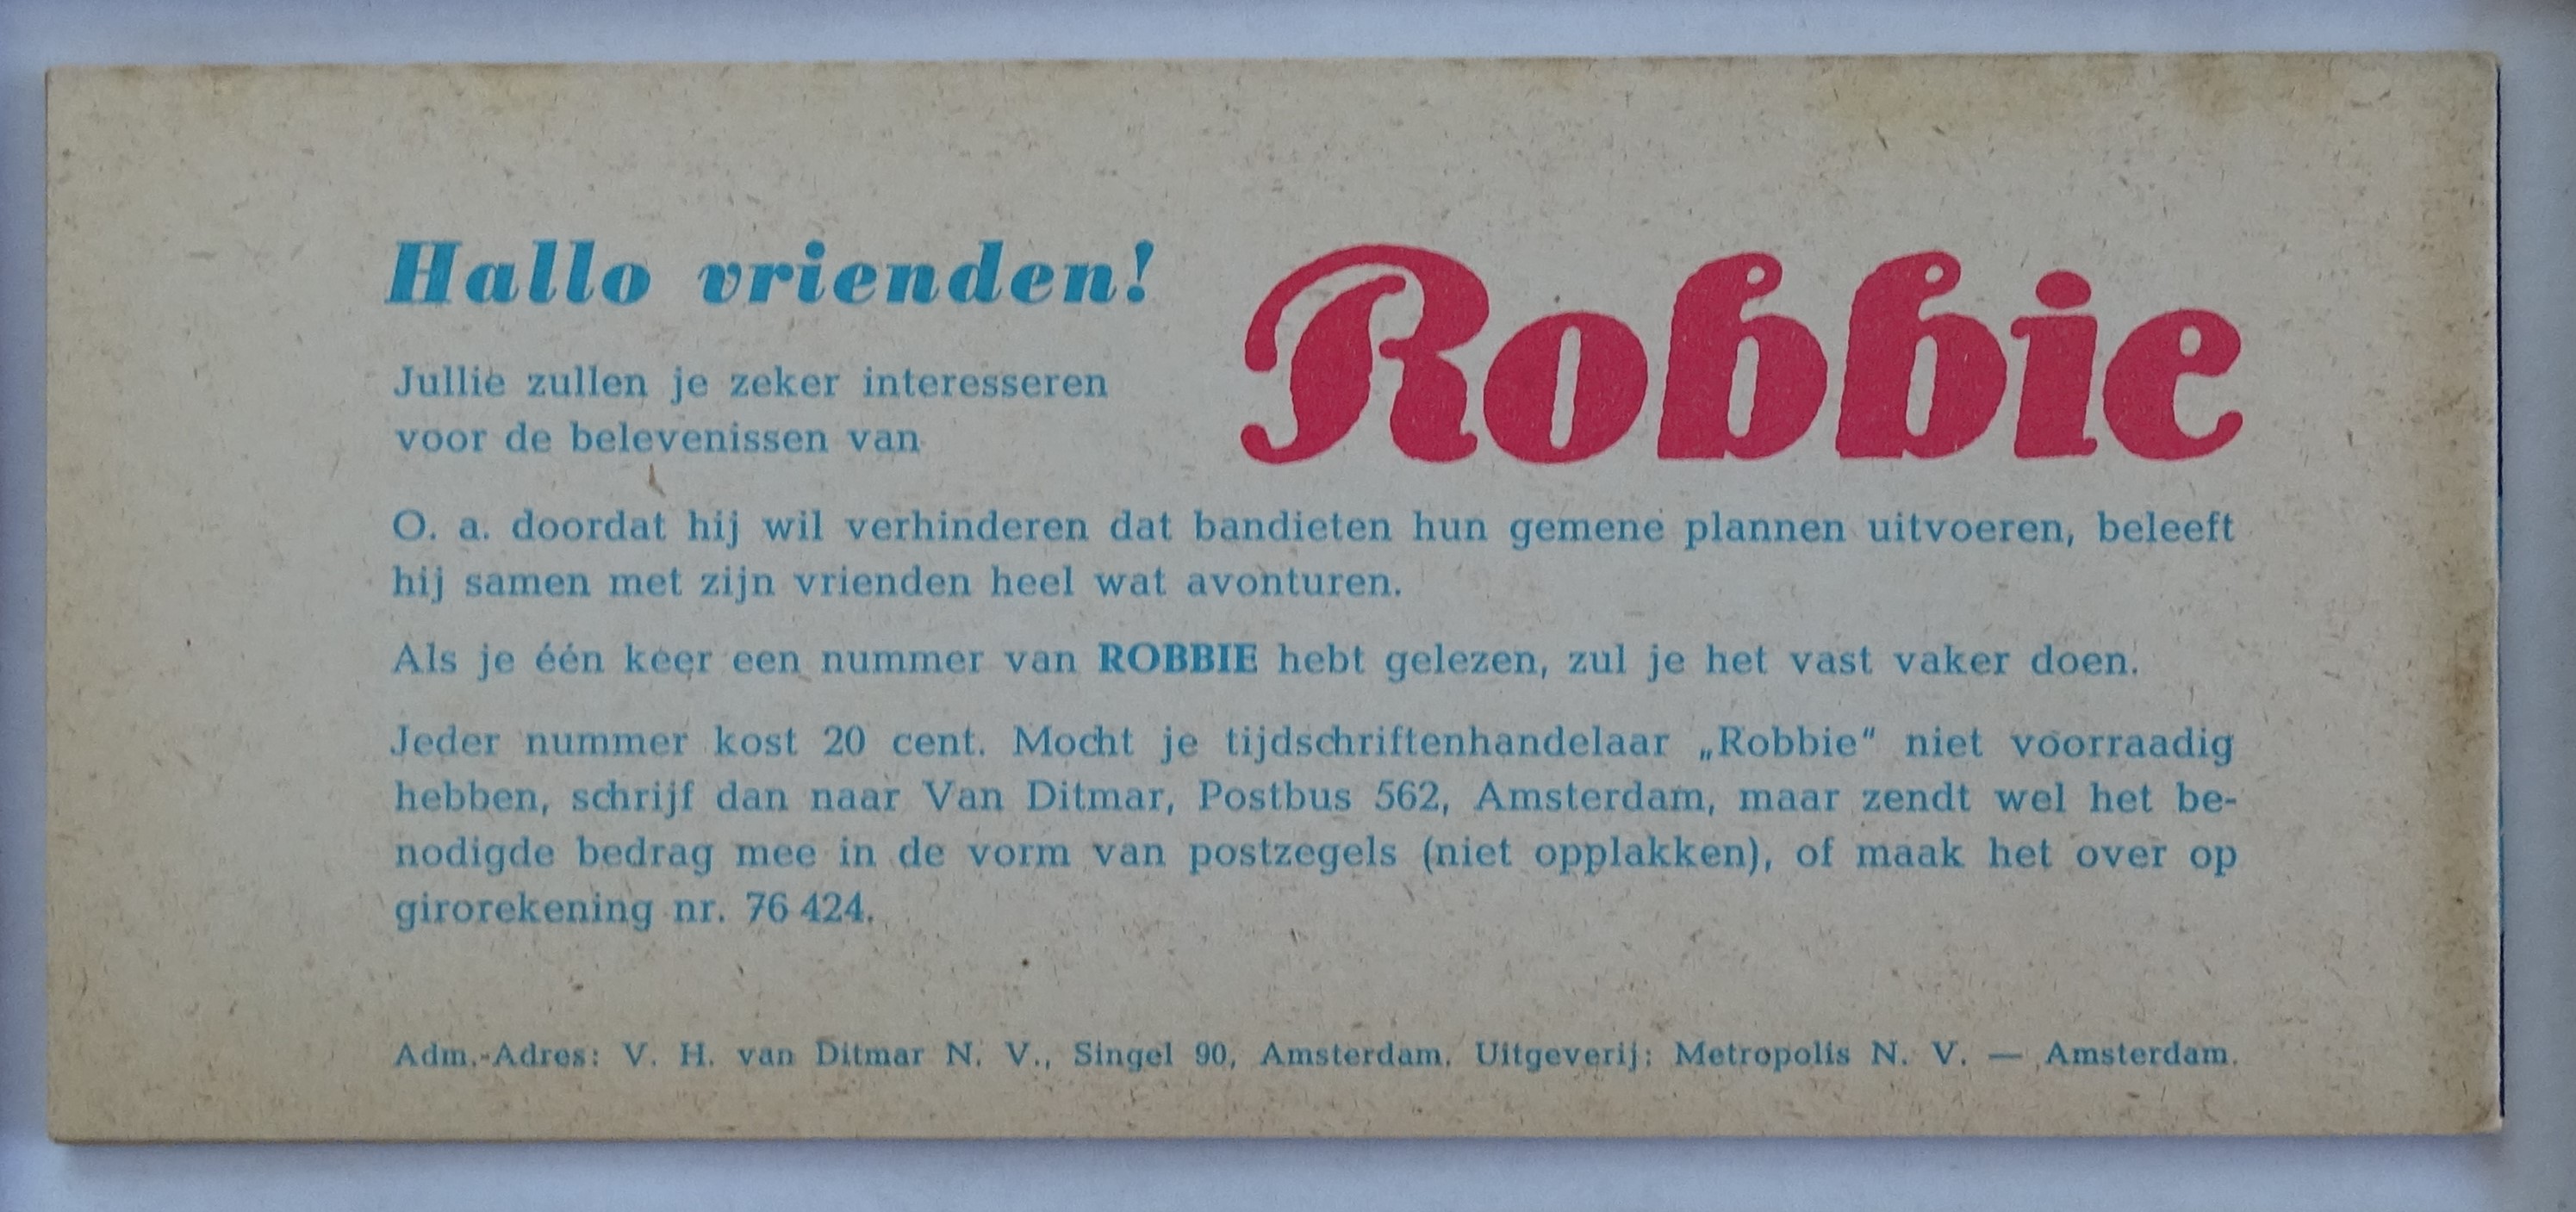 Hallo vrienden!
Jullie zullen je zeker interesseren
voor de belevenissen van
Robbie
O. a. doordat hij wil verhinderen dat bandieten hun gemene plannen uitvoeren, beleeft
hij samen met zijn vrienden heel wat avonturen.
Als je één keer een nummer van ROBBIE hebt gelezen, zul je het vast vaker doen.
Jeder nummer kost 20 cent. Mocht je tijdschriftenhandelaar „Robbie“ niet voorraadig
hebben, schrijf dan naar Van Ditmar, Postbus 562, Amsterdam, maar zendt wel het be-
nodigde bedrag mee in de vorm van postzegels (niet opplakken), of maak het over op
girorekening nr. 76 424.
Adm.-Adres: V. H. van Ditmar N. V., Singel 90, Amsterdam. Uitgeverij: Metropolis N. V. — Amsterdam.